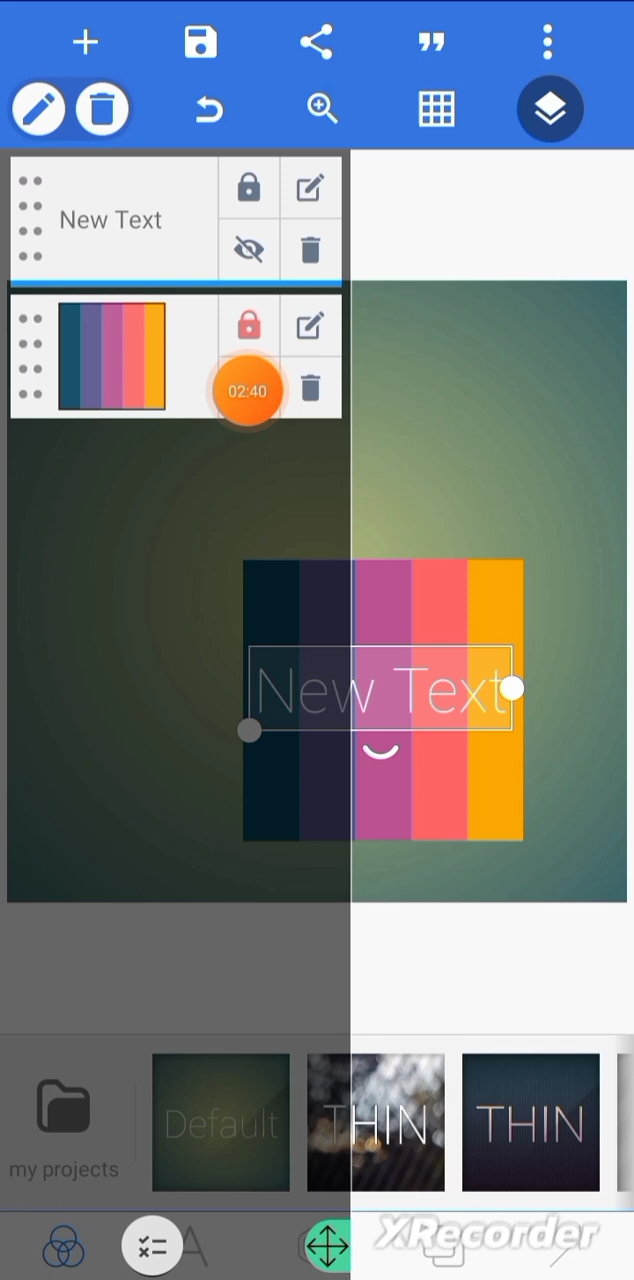 New Text
02:40
New Text
Default
THIN
THIN
my projects
XRecorder